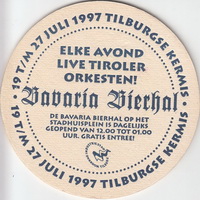 19 T/M 27 JULI 1997 TILBURGSE KERMIS •
ELKE AVOND
LIVE TIROLER
ORKESTEN!
Bavaria Bierhal
DE BAVARIA BIERHAL OP HET
STADHUISPLEIN IS DAGELIJKS
GEOPEND VAN 12.00 TOT 01.00
UUR. GRATIS ENTREE!
19 T/M 27 JULI 1997 TILBURGSE KERMIS •